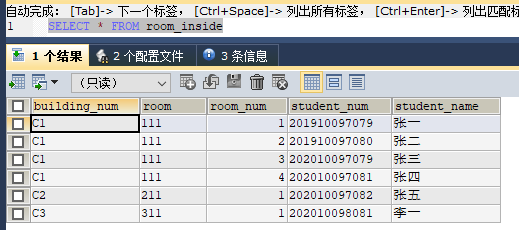 自动完成: [Tab]-> 下一个标签, [Ctrl+Space]-> 列出所有标签, [Ctrl+Enter]-> 列出匹配标
1 SELECT * FROM room_inside
1 个结果 2 个配置文件 3 条信息
(只读)
building_num room room_num student_num student_name
C1 111 1 201910097079 张一
C1 111 2 201910097080 张二
C1 111 3 202010097079 张三
C1 111 4 202010097081 张四
C2 211 1 202010097082 张五
C3 311 1 202010098081 李一